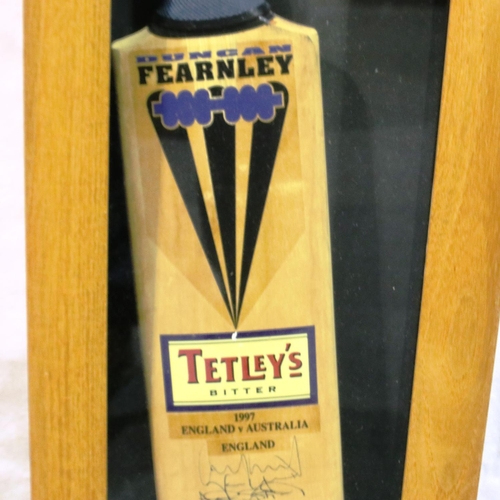 DUNCAN
FEARNLEY
TETLEY'S
BITTER
1997
ENGLAND v AUSTRALIA
ENGLAND